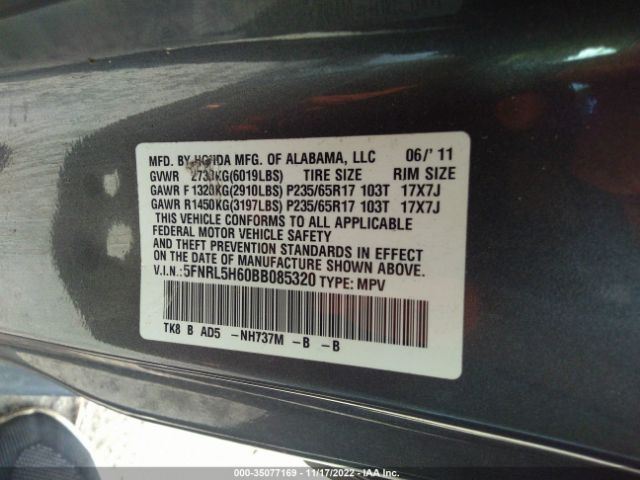 MFD. BY HONDA MFG. OF ALABAMA, LLC 06/'11
GVWR 2730KG(6019LBS) TIRE SIZE RIM SIZE
GAWR F1320KG(2910LBS) P235/65R17 103T 17X7J
GAWR R1450KG(3197LBS) P235/65R17 103T 17X7J
THIS VEHICLE CONFORMS TO ALL APPLICABLE
FEDERAL MOTOR VEHICLE SAFETY
AND THEFT PREVENTION STANDARDS IN EFFECT
ON THE DATE OF MANUFACTURE SHOWN ABOVE.
V.I.N.:5FNRL5H60BB085320 TYPE: MPV
TK8 B AD5 -NH737M -B -B
000-35077169 - 11/17/2022 - IAA Inc.